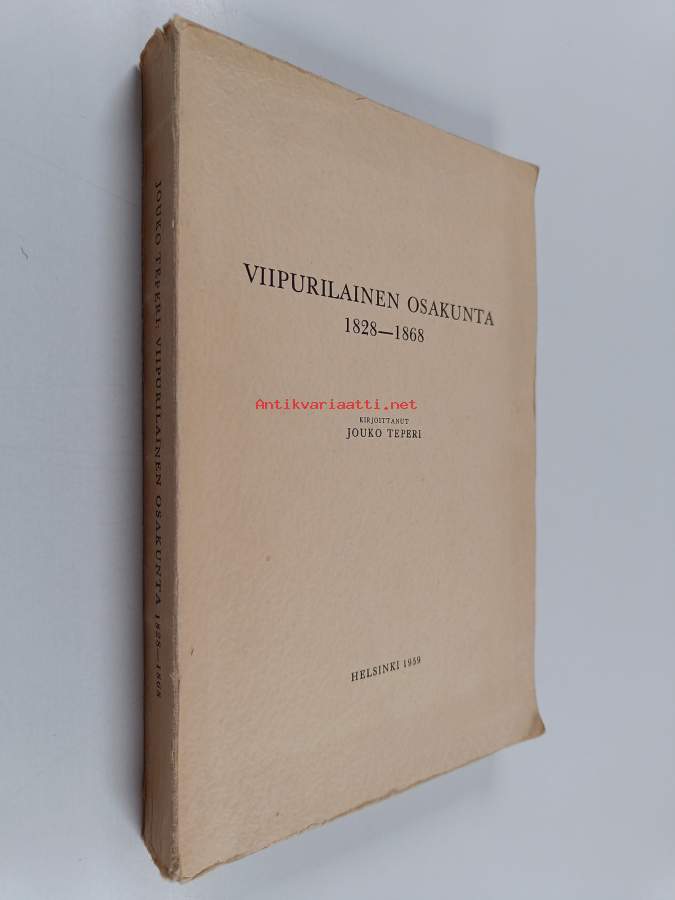 JOUKO TEPERI: VIIPURILAINEN OSAKUNTA 1828—1868
VIIPURILAINEN OSAKUNTA
1828—1868
Antikvariaatti.net
KIRJOITTANUT
JOUKO TEPERI
HELSINKI 1959